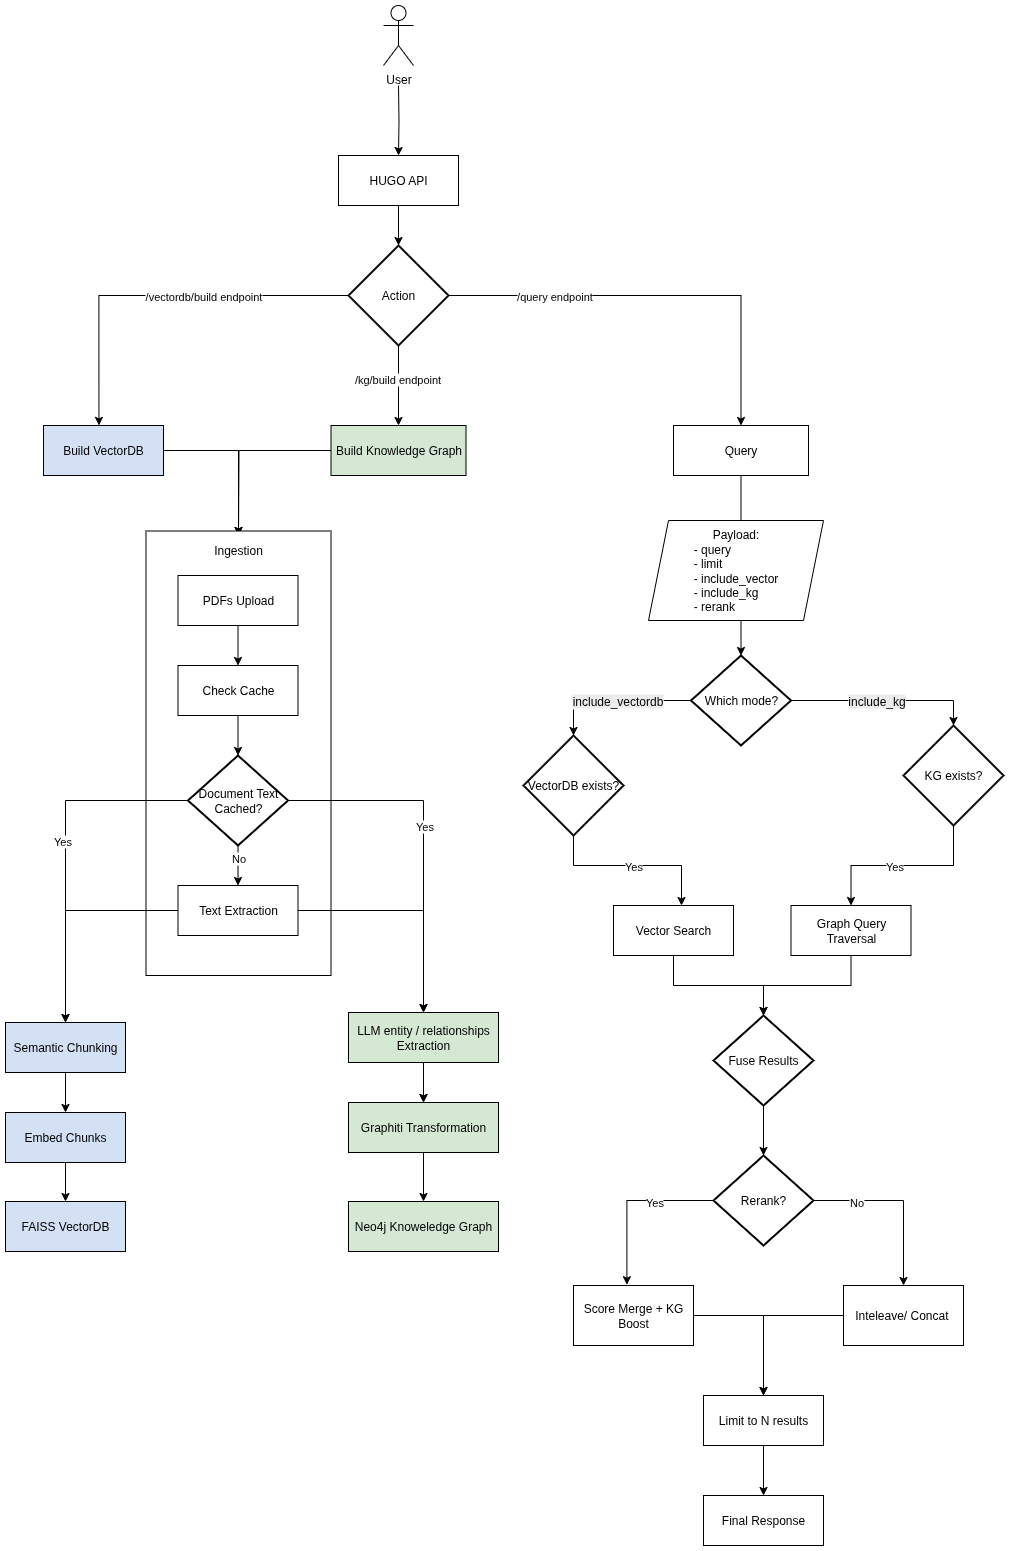 User
HUGO API
Action
/vectordb/build endpoint
/query endpoint
/kg/build endpoint
Build VectorDB
Build Knowledge Graph
Query
Ingestion
PDFs Upload
Check Cache
Document Text
Cached?
Yes
Yes
No
Text Extraction
Semantic Chunking
Embed Chunks
FAISS VectorDB
LLM entity / relationships
Extraction
Graphiti Transformation
Neo4j Knoweledge Graph
Payload:
- query
- limit
- include_vector
- include_kg
- rerank
Which mode?
include_vectordb
include_kg
VectorDB exists?
KG exists?
Yes
Yes
Vector Search
Graph Query
Traversal
Fuse Results
Rerank?
Yes
No
Score Merge + KG
Boost
Inteleave/ Concat
Limit to N results
Final Response